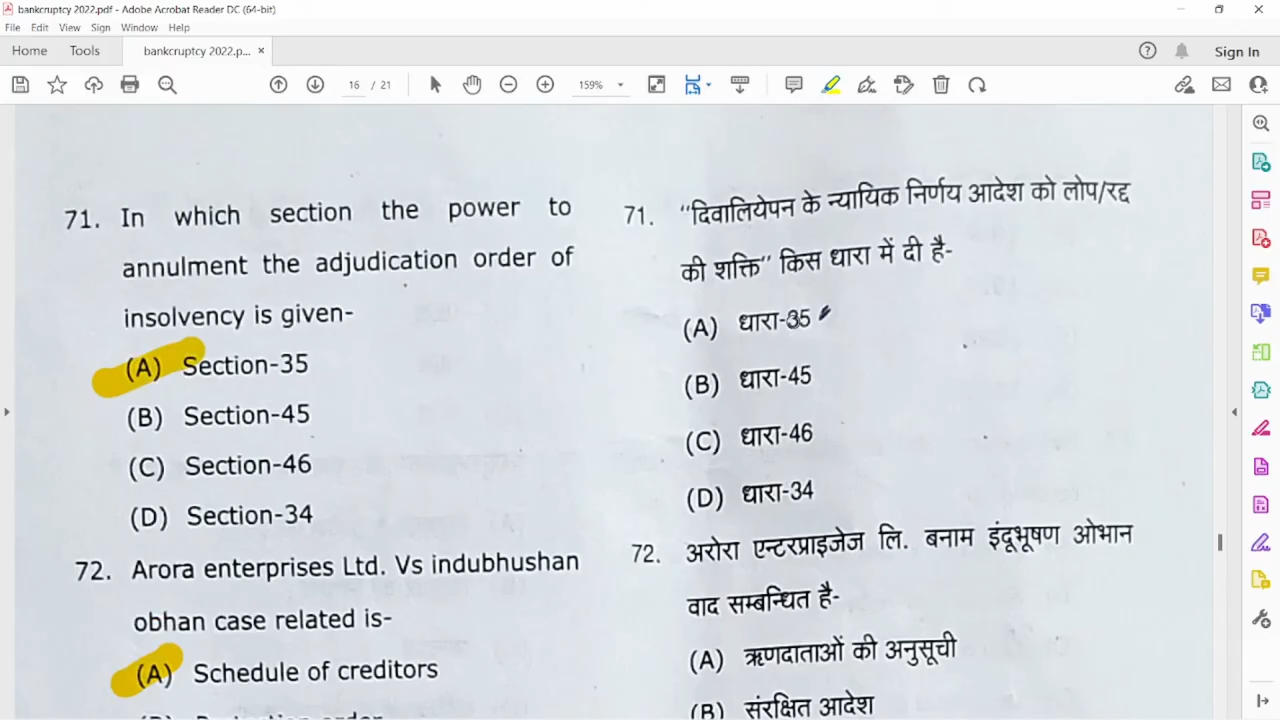 bankcruptcy 2022.pdf - Adobe Acrobat Reader DC (64-bit)
File Edit View Sign Window Help
Home Tools bankcruptcy 2022.p... × Sign In
16 / 21 159%
71. In which section the power to
annulment the adjudication order of
insolvency is given-
(A) Section-35
(B) Section-45
(C) Section-46
(D) Section-34
72. Arora enterprises Ltd. Vs indubhushan
obhan case related is-
(A) Schedule of creditors
71. "दिवालियेपन के न्यायिक निर्णय आदेश को लोप/रद्द
की शक्ति" किस धारा में दी है-
(A) धारा-35
(B) धारा-45
(C) धारा-46
(D) धारा-34
72. अरोरा एन्टरप्राइजेज लि. बनाम इंदूभूषण ओभान
वाद सम्बन्धित है-
(A) ऋणदाताओं की अनुसूची
(B) संरक्षित आदेश